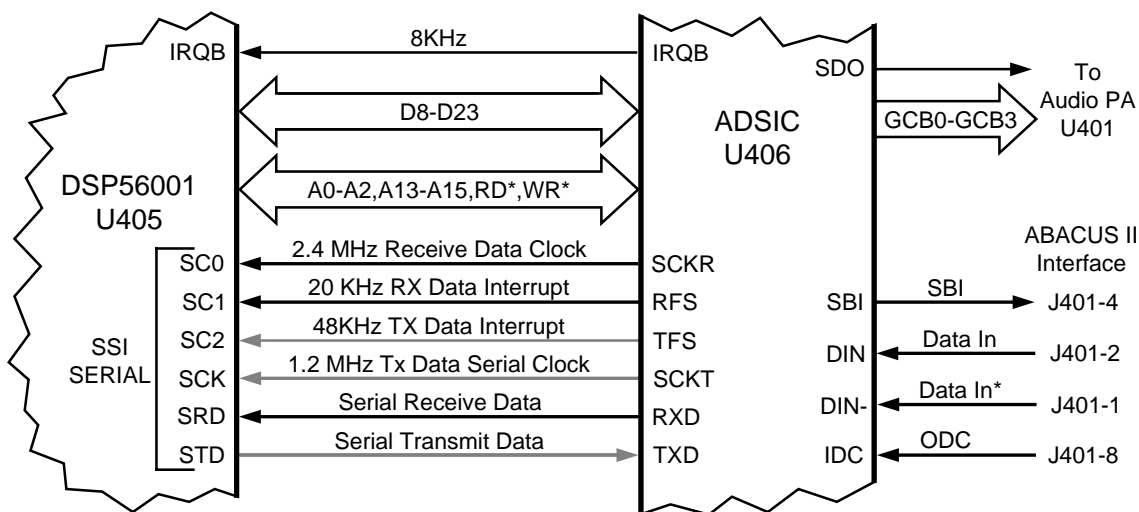 IRQB
8KHz
IRQB
SDO
To
Audio PA
U401
D8-D23
ADSIC
U406
GCB0-GCB3
DSP56001
U405
A0-A2,A13-A15,RD*,WR*
SSI
SERIAL
SC0
2.4 MHz Receive Data Clock
SCKR
SC1
20 KHz RX Data Interrupt
RFS
SC2
48KHz TX Data Interrupt
TFS
SCK
1.2 MHz Tx Data Serial Clock
SCKT
SRD
Serial Receive Data
RXD
STD
Serial Transmit Data
TXD
ABACUS II
Interface
SBI
SBI
J401-4
DIN
Data In
J401-2
DIN-
Data In*
J401-1
IDC
ODC
J401-8